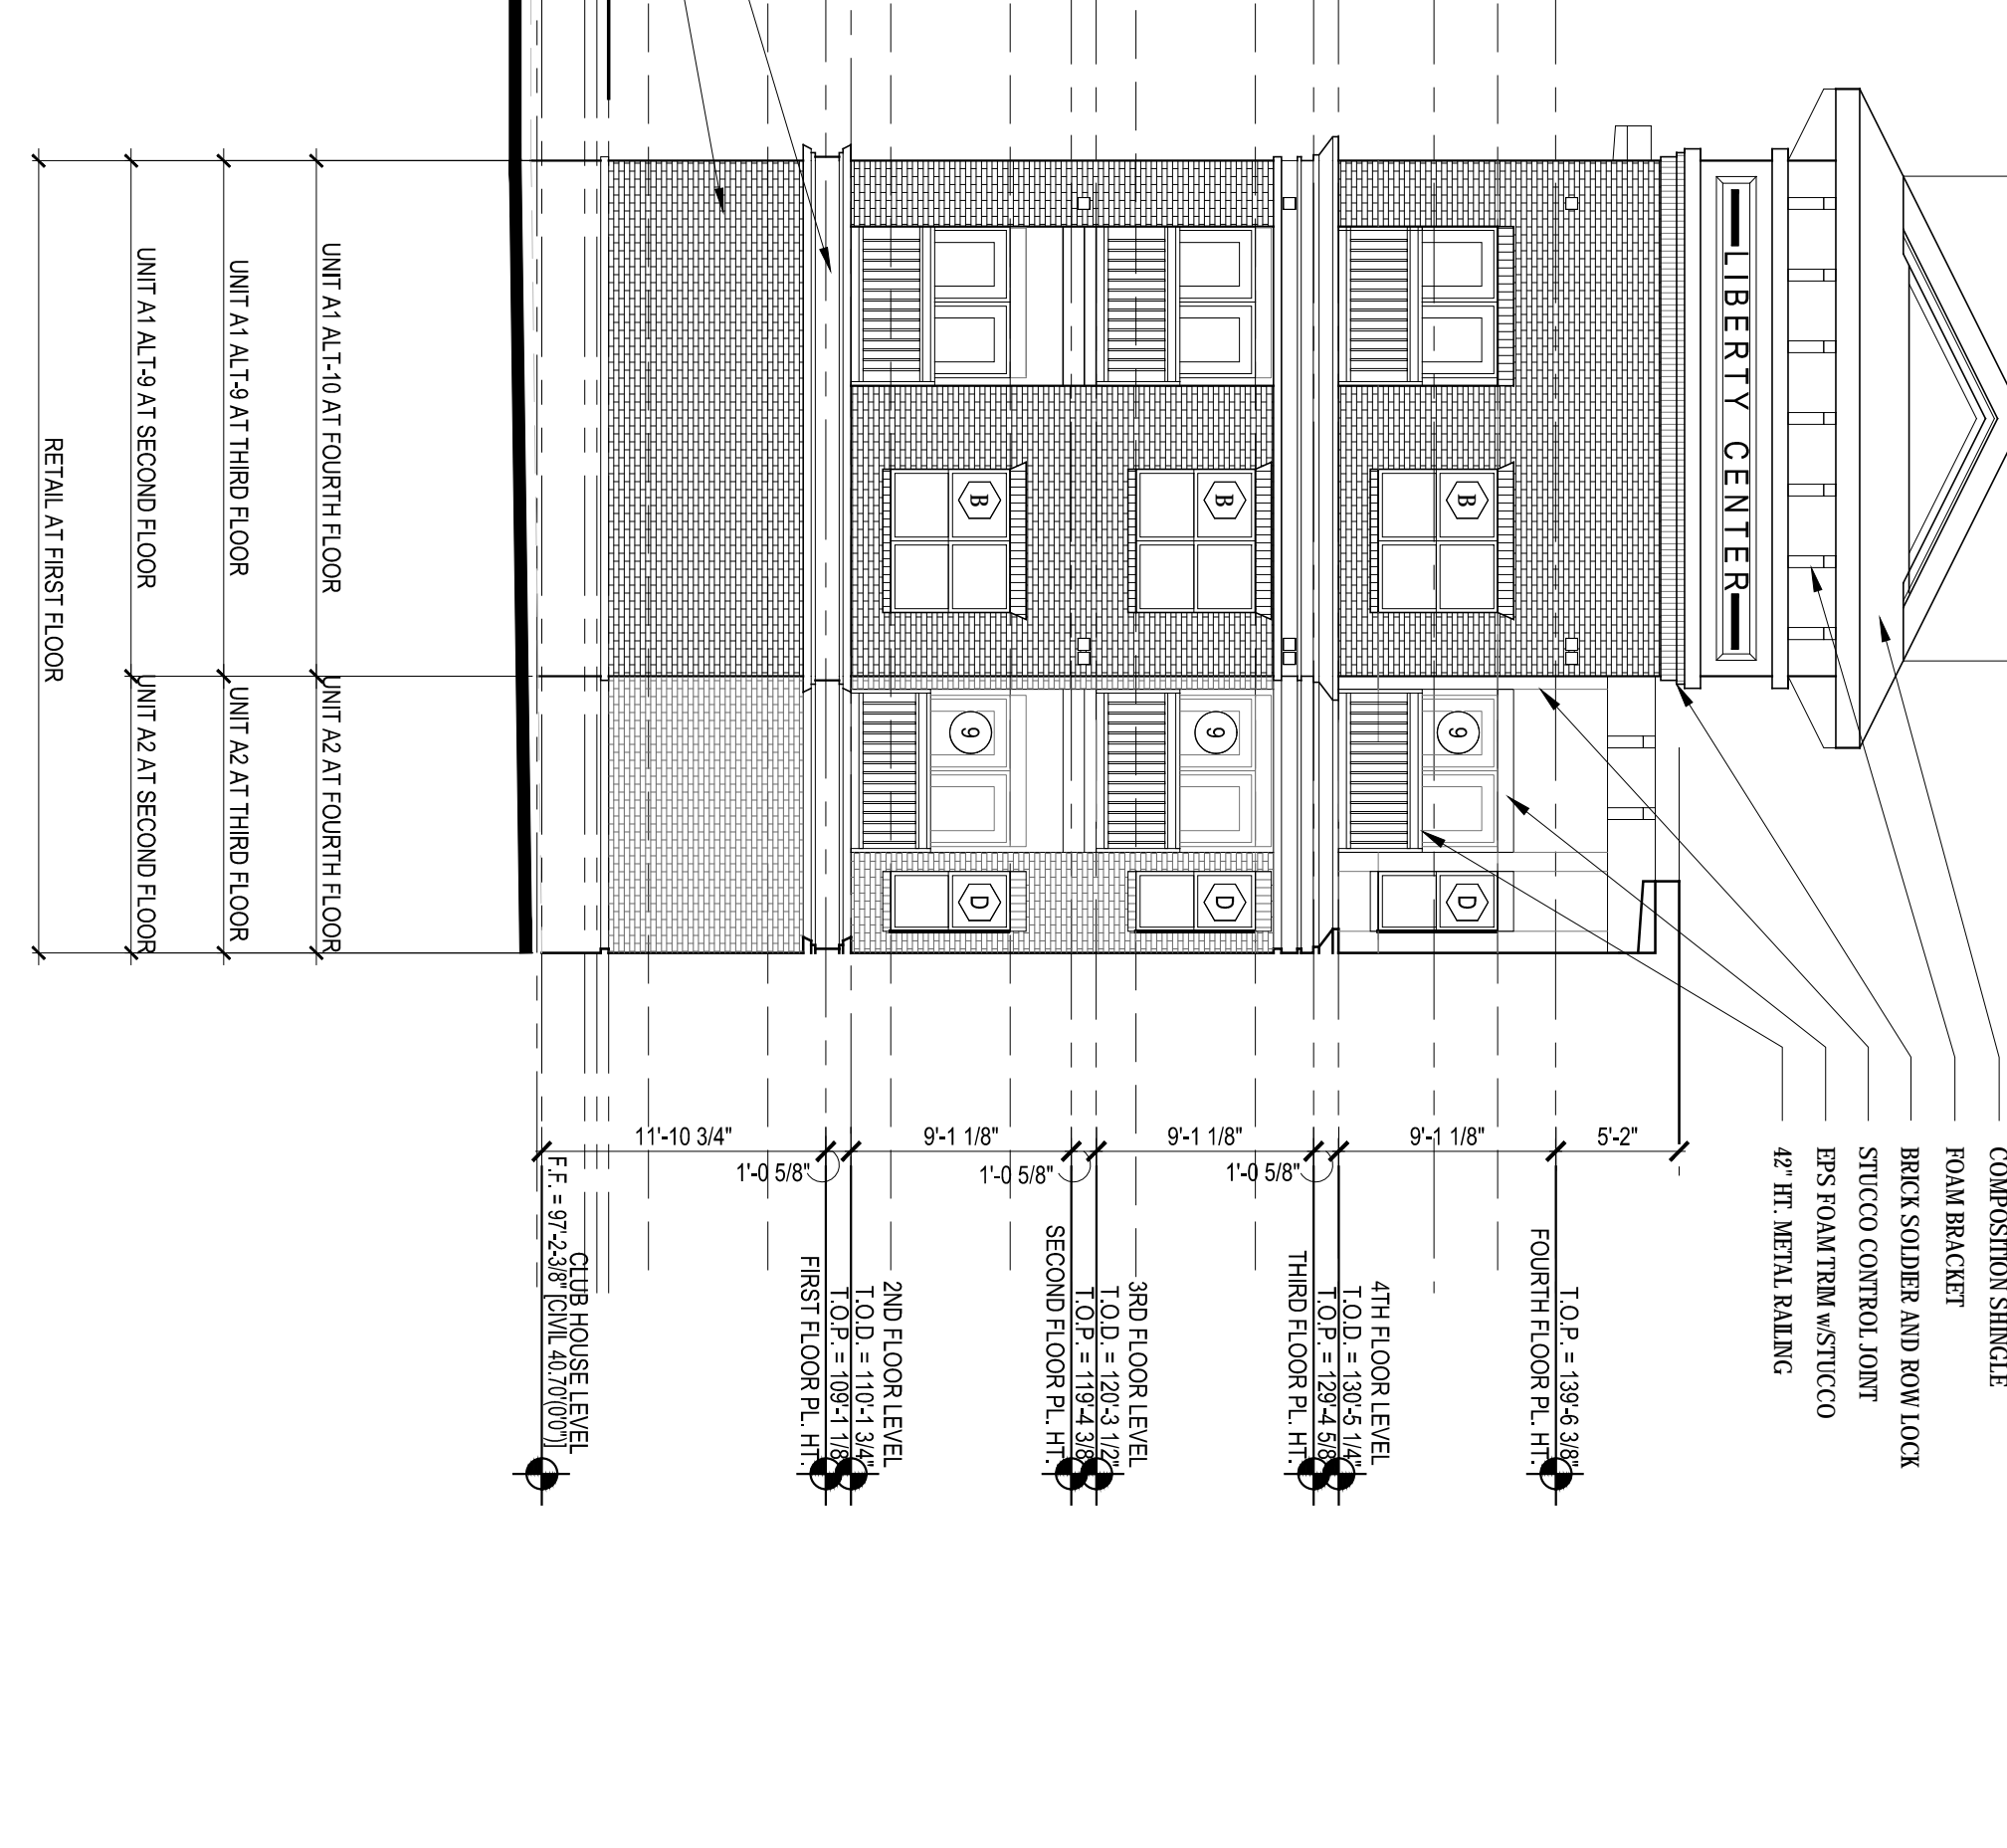 COMPOSITION SHINGLE
FOAM BRACKET
BRICK SOLDIER AND ROW LOCK
STUCCO CONTROL JOINT
EPS FOAM TRIM w/STUCCO
42" HT. METAL RAILING
LIBERTY CENTER
5'-2"
T.O.P. = 139'-6 3/8"
FOURTH FLOOR PL. HT.
9'-1 1/8"
B
9
D
4TH FLOOR LEVEL
T.O.D. = 130'-5 1/4"
T.O.P. = 129'-4 5/8"
THIRD FLOOR PL. HT.
1'-0 5/8"
9'-1 1/8"
B
9
D
3RD FLOOR LEVEL
T.O.D. = 120'-3 1/2"
T.O.P. = 119'-4 3/8"
SECOND FLOOR PL. HT.
1'-0 5/8"
9'-1 1/8"
B
9
D
2ND FLOOR LEVEL
T.O.D. = 110'-1 3/4"
T.O.P. = 109'-1 1/8"
FIRST FLOOR PL. HT.
1'-0 5/8"
11'-10 3/4"
CLUB HOUSE LEVEL
F.F. = 97'-2-3/8" [CIVIL 40.70'(0'0")]
UNIT A1 ALT-10 AT FOURTH FLOOR
UNIT A2 AT FOURTH FLOOR
UNIT A1 ALT-9 AT THIRD FLOOR
UNIT A2 AT THIRD FLOOR
UNIT A1 ALT-9 AT SECOND FLOOR
UNIT A2 AT SECOND FLOOR
RETAIL AT FIRST FLOOR